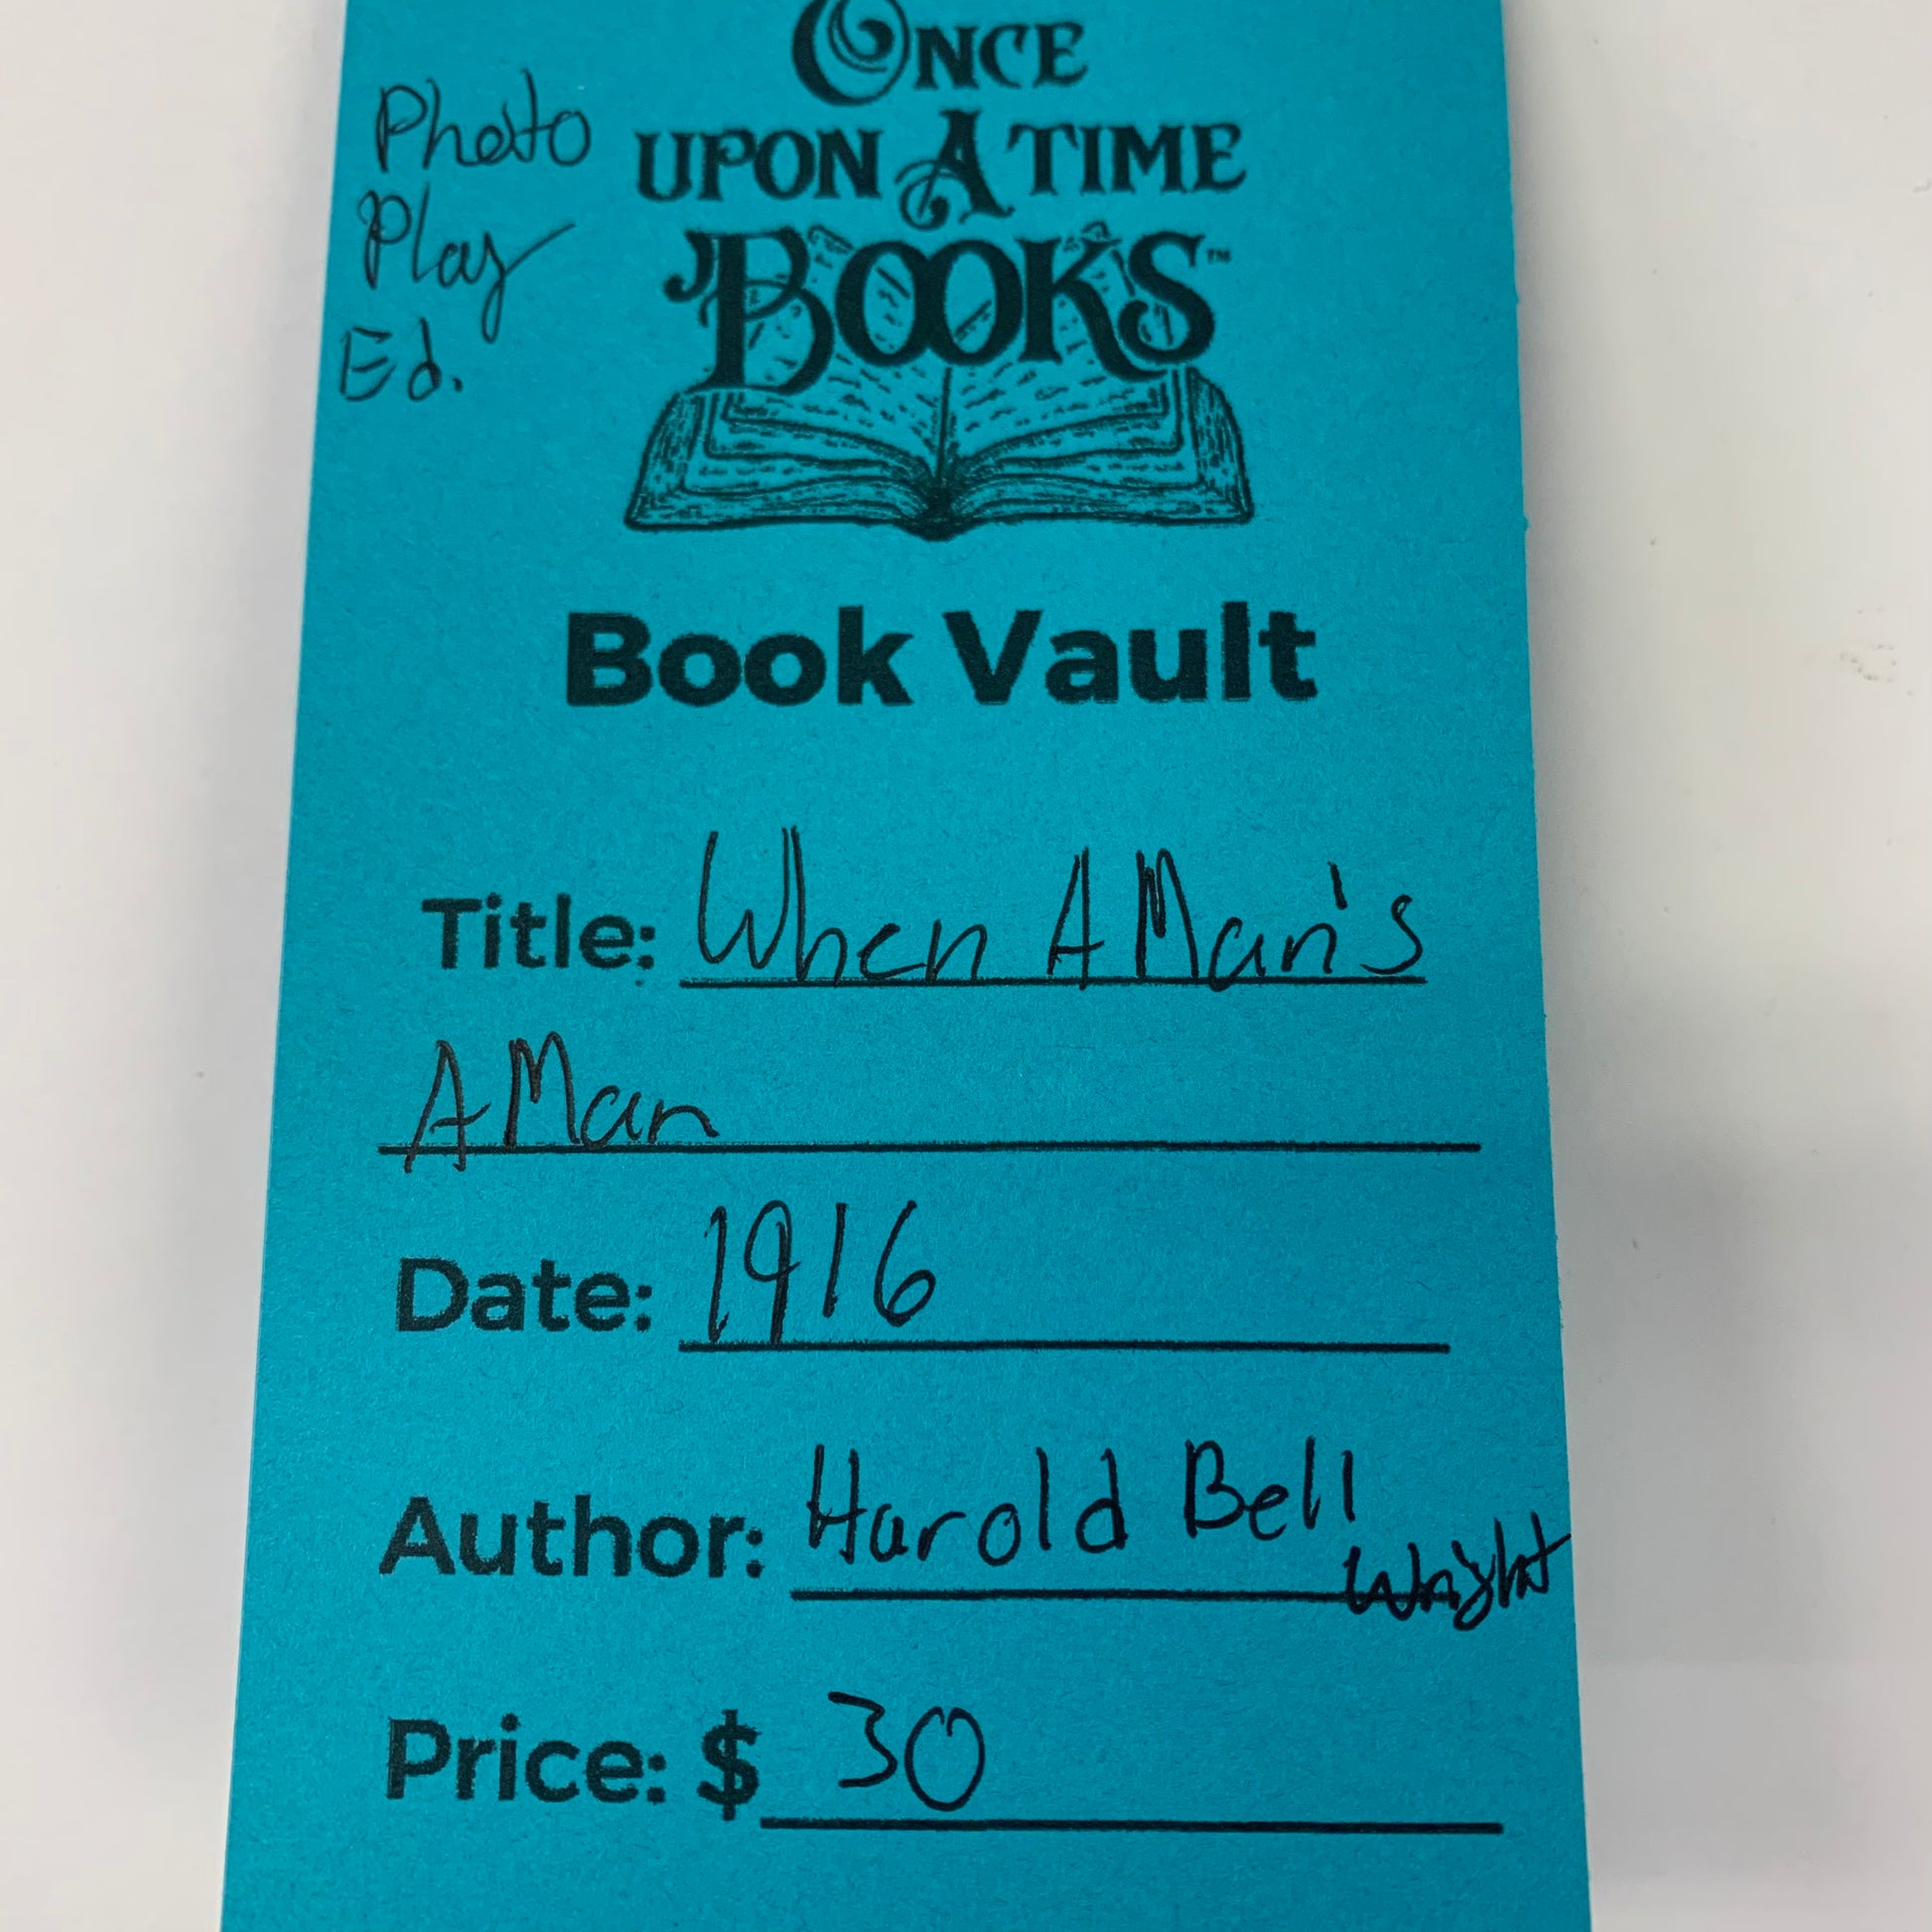 Photo
Play
Ed.
ONCE
UPON A TIME
BOOKS™
Book Vault
Title: When A Man's
A Man
Date: 1916
Author: Harold Bell
Wright
Price: $ 30